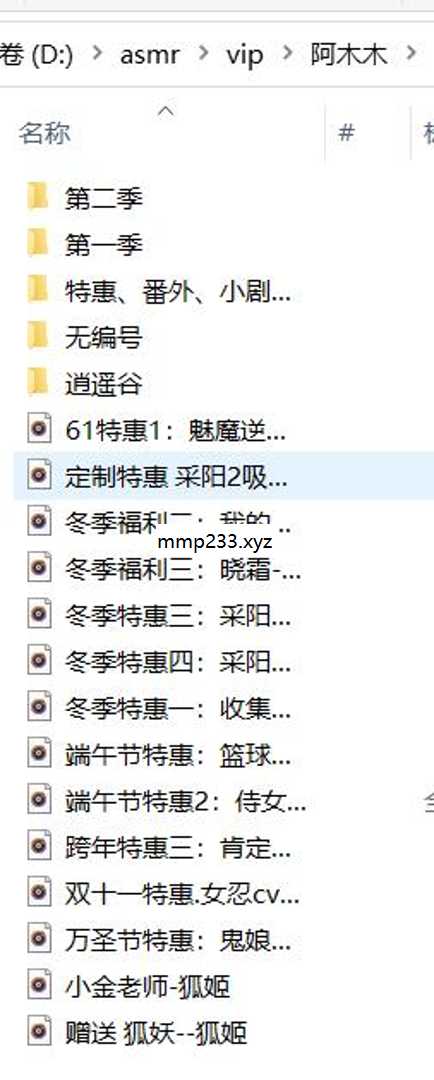 卷 (D:) > asmr > vip > 阿木木 >
名称 #
第二季
第一季
特惠、番外、小剧...
无编号
逍遥谷
61特惠1：魅魔逆...
定制特惠 采阳2吸...
冬季福利二：我的...
mmp233.xyz
冬季福利三：晓霜-...
冬季特惠三：采阳...
冬季特惠四：采阳...
冬季特惠一：收集...
端午节特惠：篮球...
端午节特惠2：侍女...
跨年特惠三：肯定...
双十一特惠.女忍cv...
万圣节特惠：鬼娘...
小金老师-狐姬
赠送 狐妖--狐姬